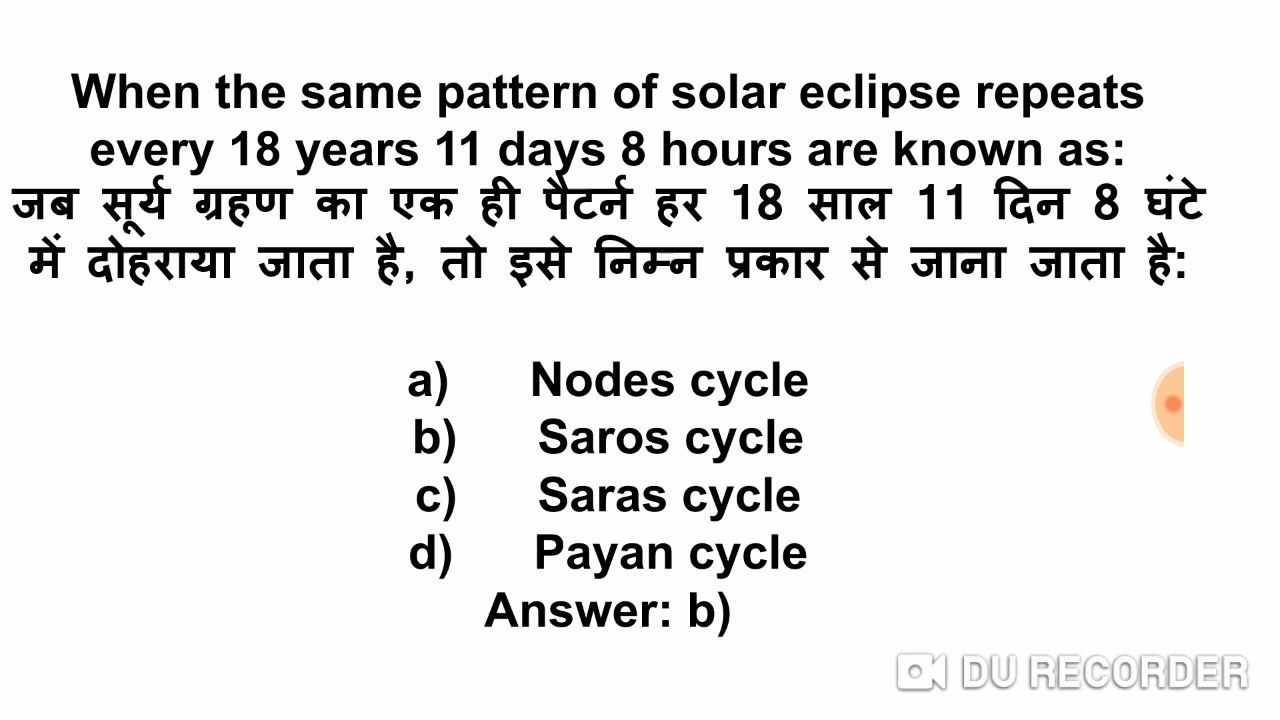 When the same pattern of solar eclipse repeats
every 18 years 11 days 8 hours are known as:
जब सूर्य ग्रहण का एक ही पैटर्न हर 18 साल 11 दिन 8 घंटे
में दोहराया जाता है, तो इसे निम्न प्रकार से जाना जाता है:
a) Nodes cycle
b) Saros cycle
c) Saras cycle
d) Payan cycle
Answer: b)
DU RECORDER